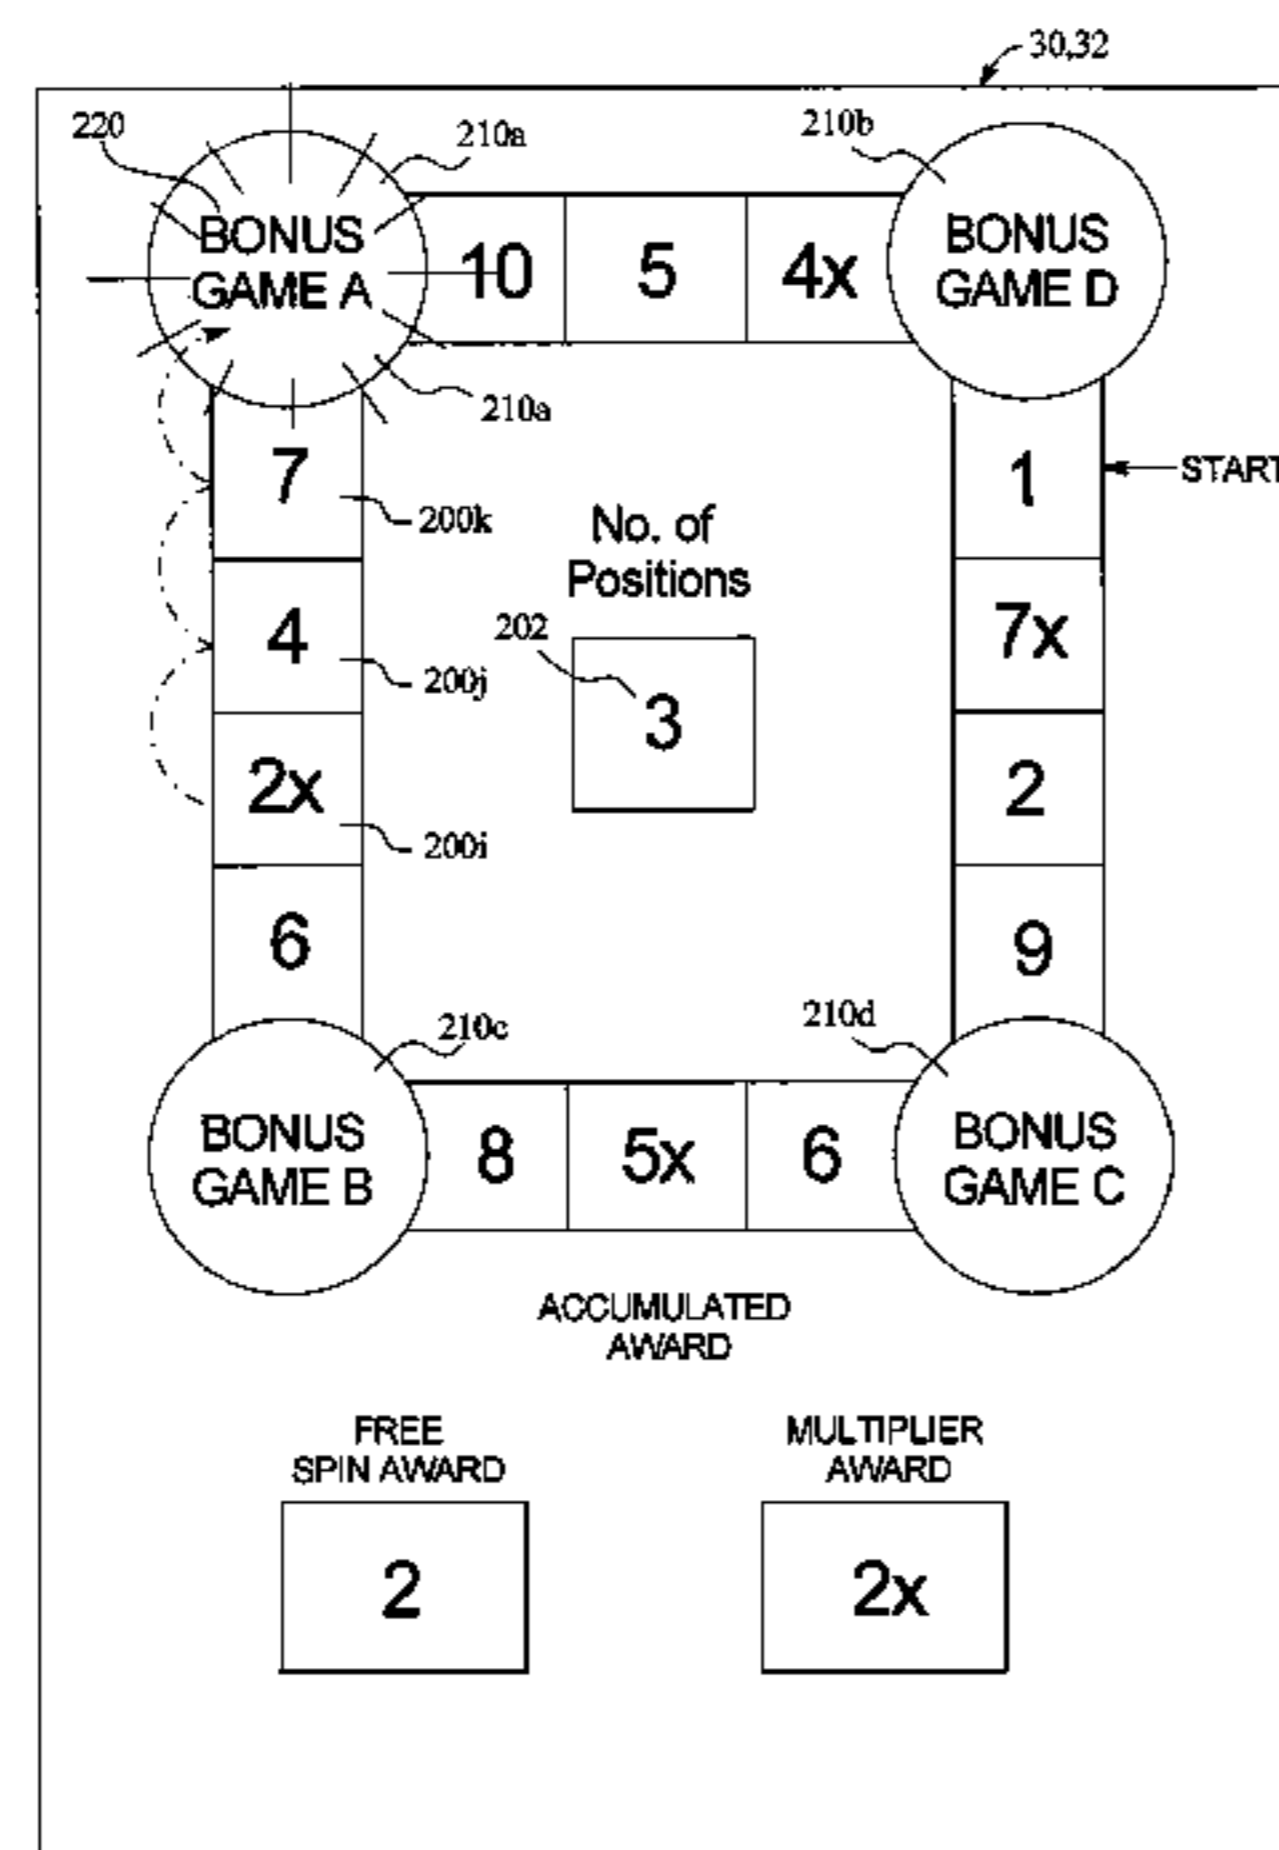 30,32
220
210a
210b
BONUS
GAME A
10
5
4x
BONUS
GAME D
210a
7
200k
1
START
No. of
Positions
4
200j
7x
202
3
2x
200i
2
6
9
210c
210d
BONUS
GAME B
8
5x
6
BONUS
GAME C
ACCUMULATED
AWARD
FREE
SPIN AWARD
MULTIPLIER
AWARD
2
2x